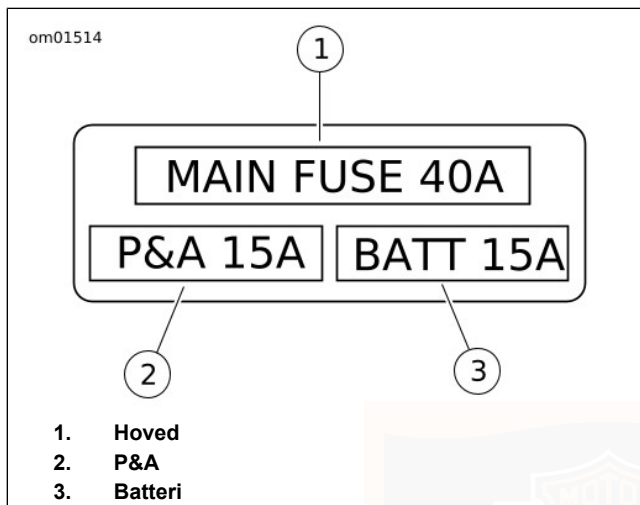 om01514
1
MAIN FUSE 40A
P&A 15A BATT 15A
2 3
1. Hoved
2. P&A
3. Batteri